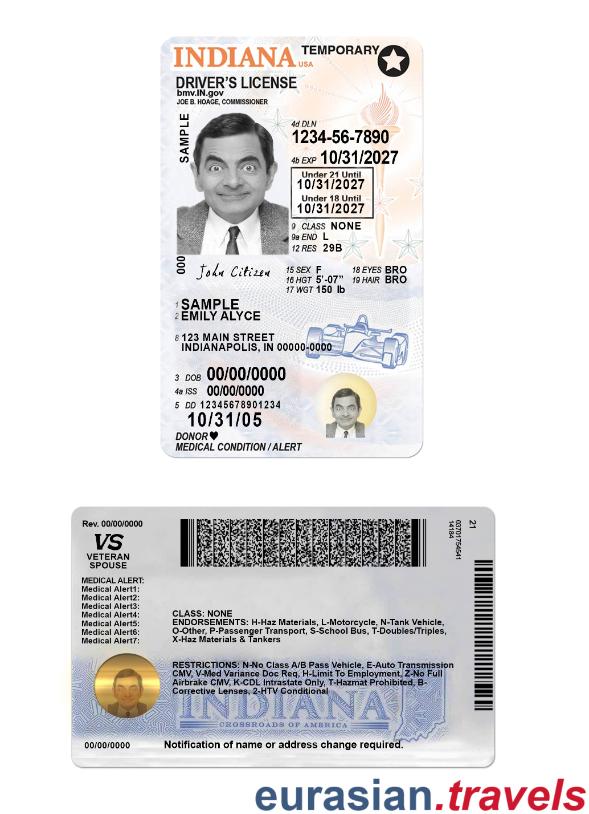 INDIANA USA TEMPORARY
DRIVER'S LICENSE
bmv.IN.gov
JOE B. HOAGE, COMMISSIONER
SAMPLE
4d DLN
1234-56-7890
4b EXP 10/31/2027
Under 21 Until
10/31/2027
Under 18 Until
10/31/2027
9 CLASS NONE
9a END L
12 RES 29B
000
John Citizen
15 SEX F 18 EYES BRO
16 HGT 5'-07" 19 HAIR BRO
17 WGT 150 lb
1 SAMPLE
2 EMILY ALYCE
8 123 MAIN STREET
INDIANAPOLIS, IN 00000-0000
3 DOB 00/00/0000
4a ISS 00/00/0000
5 DD 12345678901234
10/31/05
DONOR
MEDICAL CONDITION / ALERT
Rev. 00/00/0000
VS
VETERAN
SPOUSE
MEDICAL ALERT:
Medical Alert1:
Medical Alert2:
Medical Alert3:
Medical Alert4:
Medical Alert5:
Medical Alert6:
Medical Alert7:
CLASS: NONE
ENDORSEMENTS: H-Haz Materials, L-Motorcycle, N-Tank Vehicle,
O-Other, P-Passenger Transport, S-School Bus, T-Doubles/Triples,
X-Haz Materials & Tankers
RESTRICTIONS: N-No Class A/B Pass Vehicle, E-Auto Transmission
CMV, V-Med Variance Doc Req, H-Limit To Employment, Z-No Full
Airbrake CMV, K-CDL Intrastate Only, T-Hazmat Prohibited, B-
Corrective Lenses, 2-HTV Conditional
INDIANA
CROSSROADS OF AMERICA
00/00/0000
Notification of name or address change required.
21
03701754541
14184
eurasian.travels